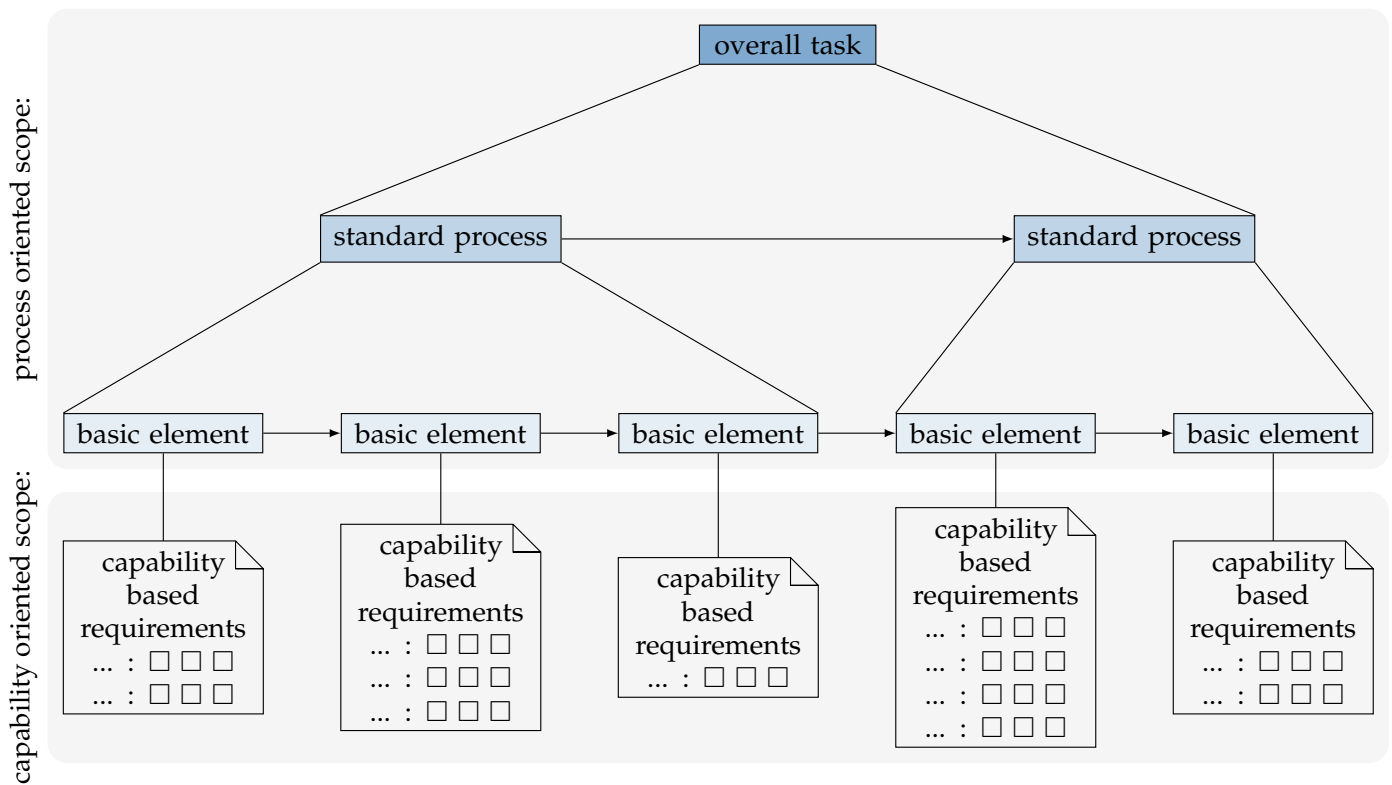 process oriented scope:
overall task
standard process
standard process
basic element
basic element
basic element
basic element
basic element
capability oriented scope:
capability
based
requirements
... : □ □ □
... : □ □ □
capability
based
requirements
... : □ □ □
... : □ □ □
... : □ □ □
capability
based
requirements
... : □ □ □
capability
based
requirements
... : □ □ □
... : □ □ □
... : □ □ □
... : □ □ □
capability
based
requirements
... : □ □ □
... : □ □ □